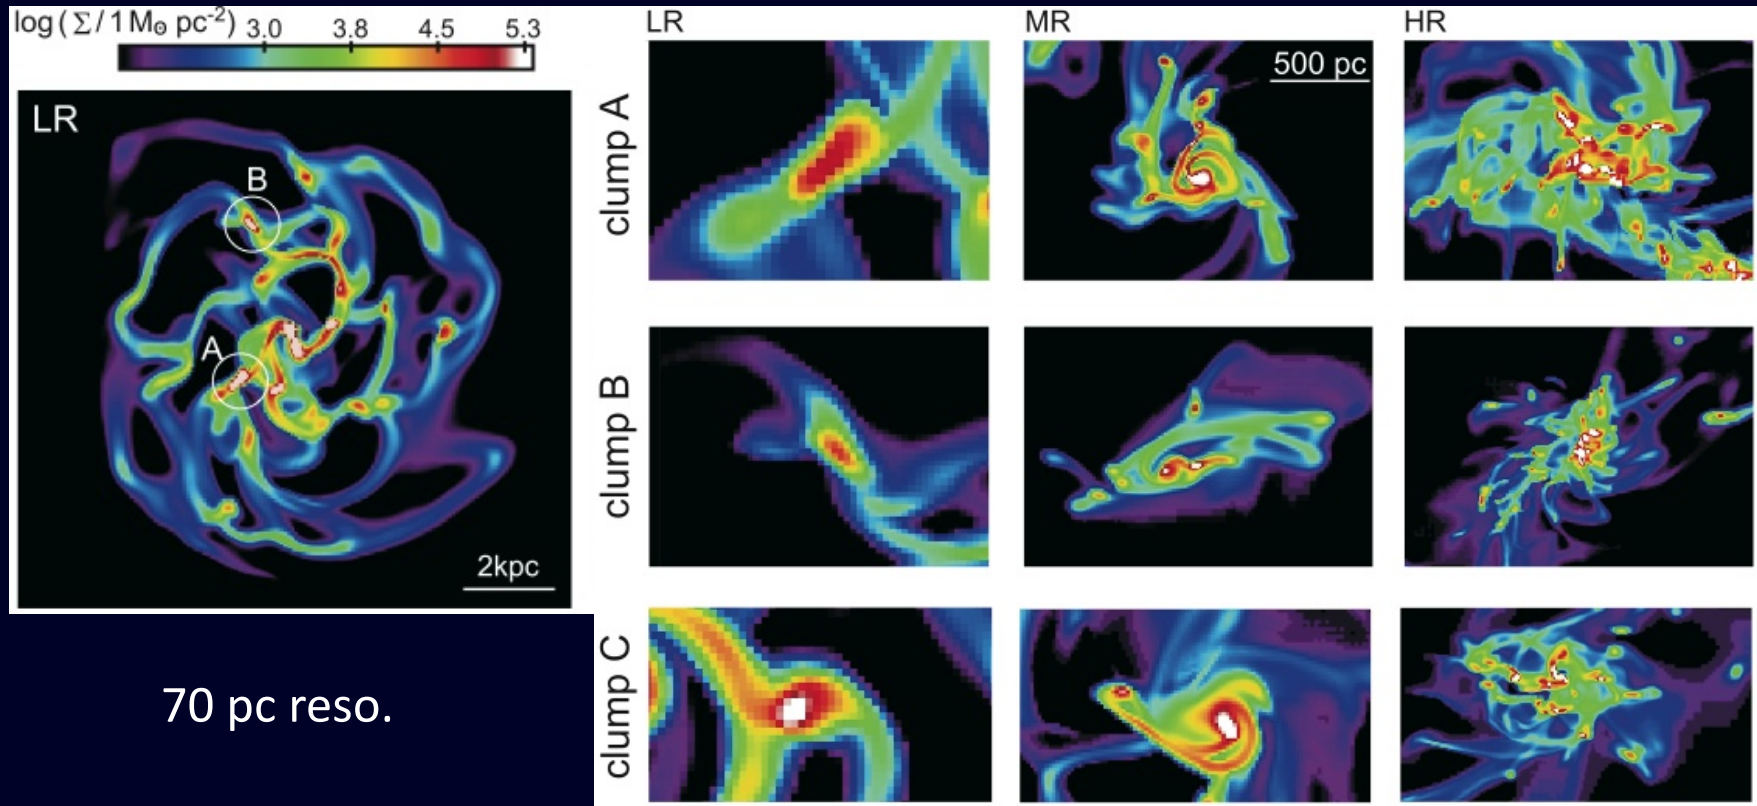 log ( Σ / 1 M⊙ pc-2) 3.0 3.8 4.5 5.3
LR
B
A
2kpc
70 pc reso.
LR MR HR
clump A
500 pc
clump B
clump C